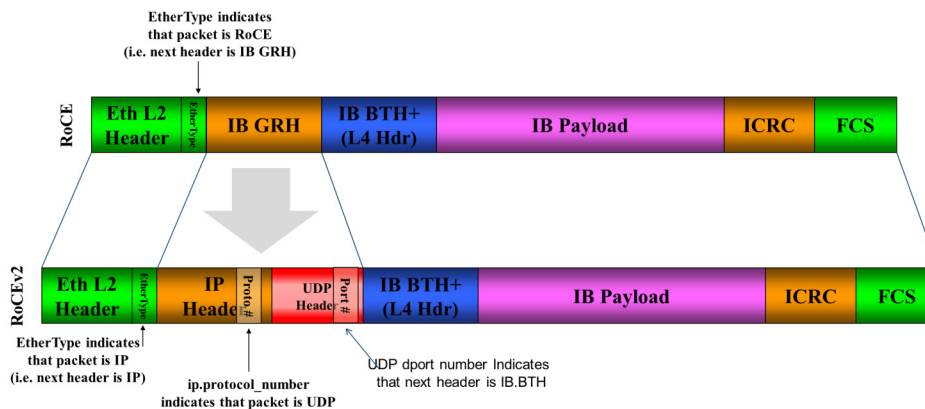 EtherType indicates
that packet is RoCE
(i.e. next header is IB GRH)
RoCE
Eth L2
Header
EtherType
IB GRH
IB BTH+
(L4 Hdr)
IB Payload
ICRC
FCS
RoCEv2
Eth L2
Header
EtherType
IP
Header
Proto #
UDP
Header
Port #
IB BTH+
(L4 Hdr)
IB Payload
ICRC
FCS
EtherType indicates
that packet is IP
(i.e. next header is IP)
ip.protocol_number
indicates that packet is UDP
UDP dport number Indicates
that next header is IB.BTH